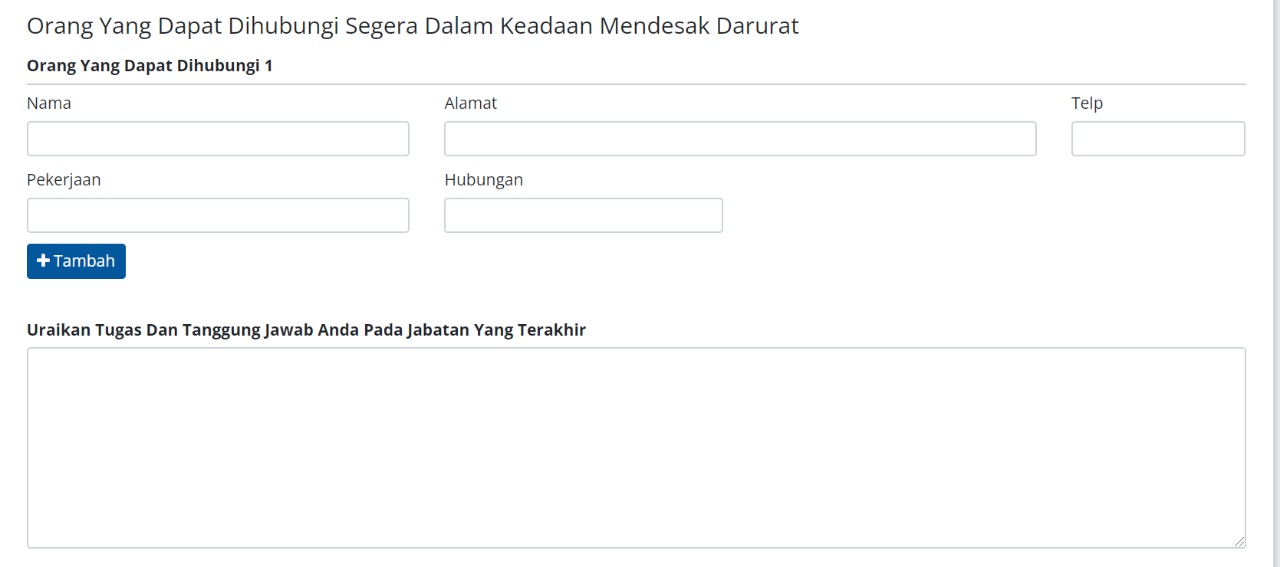 Orang Yang Dapat Dihubungi Segera Dalam Keadaan Mendesak Darurat
Orang Yang Dapat Dihubungi 1
Nama Alamat Telp
Pekerjaan Hubungan
+ Tambah
Uraikan Tugas Dan Tanggung Jawab Anda Pada Jabatan Yang Terakhir